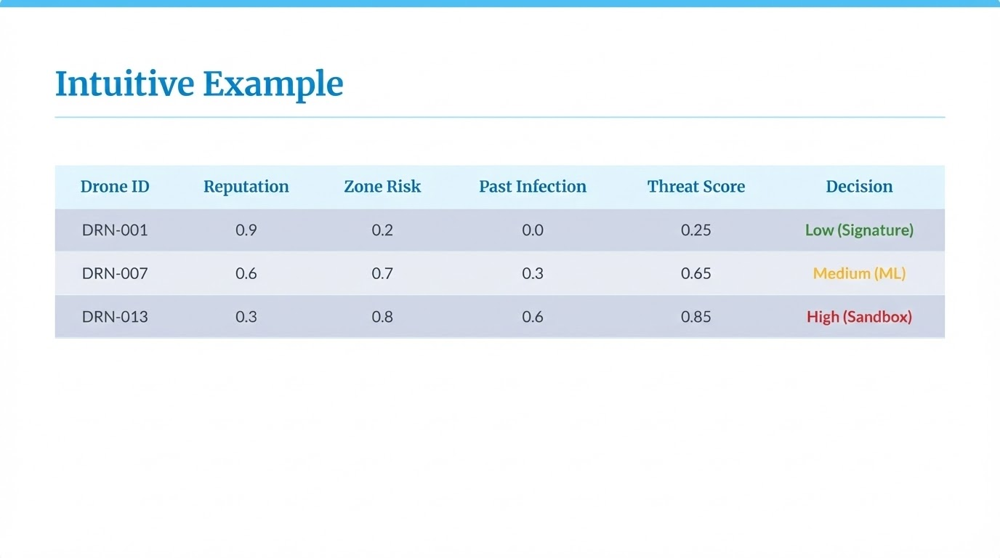 Intuitive Example
Drone ID Reputation Zone Risk Past Infection Threat Score Decision
DRN-001 0.9 0.2 0.0 0.25 Low (Signature)
DRN-007 0.6 0.7 0.3 0.65 Medium (ML)
DRN-013 0.3 0.8 0.6 0.85 High (Sandbox)